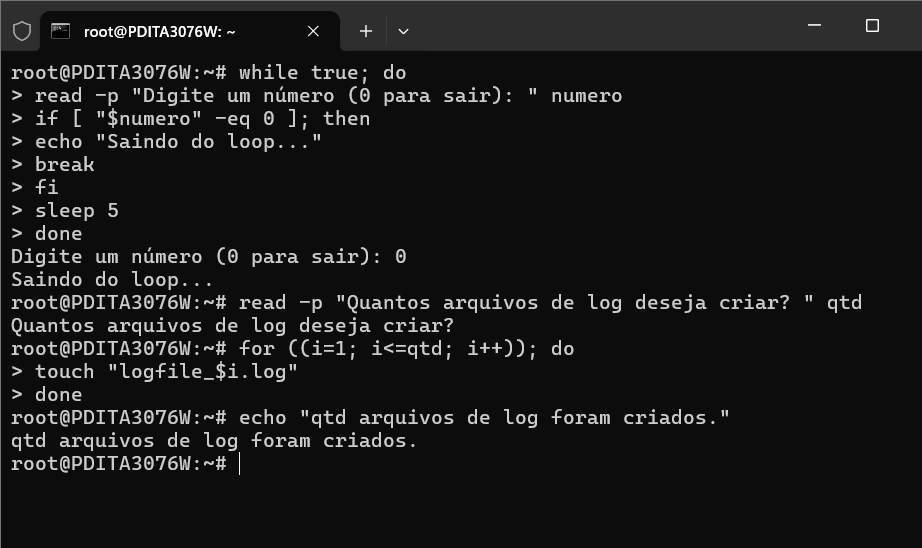 root@PDITA3076W: ~
root@PDITA3076W:~# while true; do
> read -p "Digite um número (0 para sair): " numero
> if [ "$numero" -eq 0 ]; then
> echo "Saindo do loop..."
> break
> fi
> sleep 5
> done
Digite um número (0 para sair): 0
Saindo do loop...
root@PDITA3076W:~# read -p "Quantos arquivos de log deseja criar? " qtd
Quantos arquivos de log deseja criar?
root@PDITA3076W:~# for ((i=1; i<=qtd; i++)); do
> touch "logfile_$i.log"
> done
root@PDITA3076W:~# echo "qtd arquivos de log foram criados."
qtd arquivos de log foram criados.
root@PDITA3076W:~#